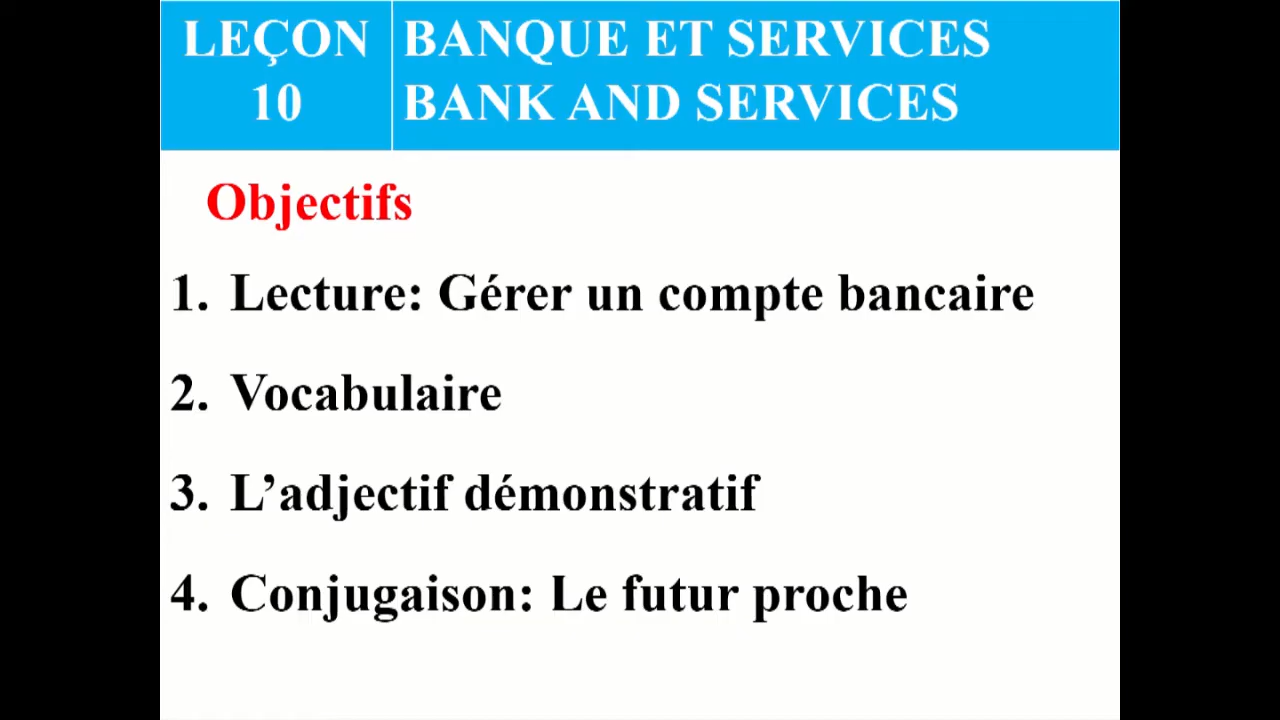 LEÇON
10
BANQUE ET SERVICES
BANK AND SERVICES
Objectifs
1. Lecture: Gérer un compte bancaire
2. Vocabulaire
3. L’adjectif démonstratif
4. Conjugaison: Le futur proche